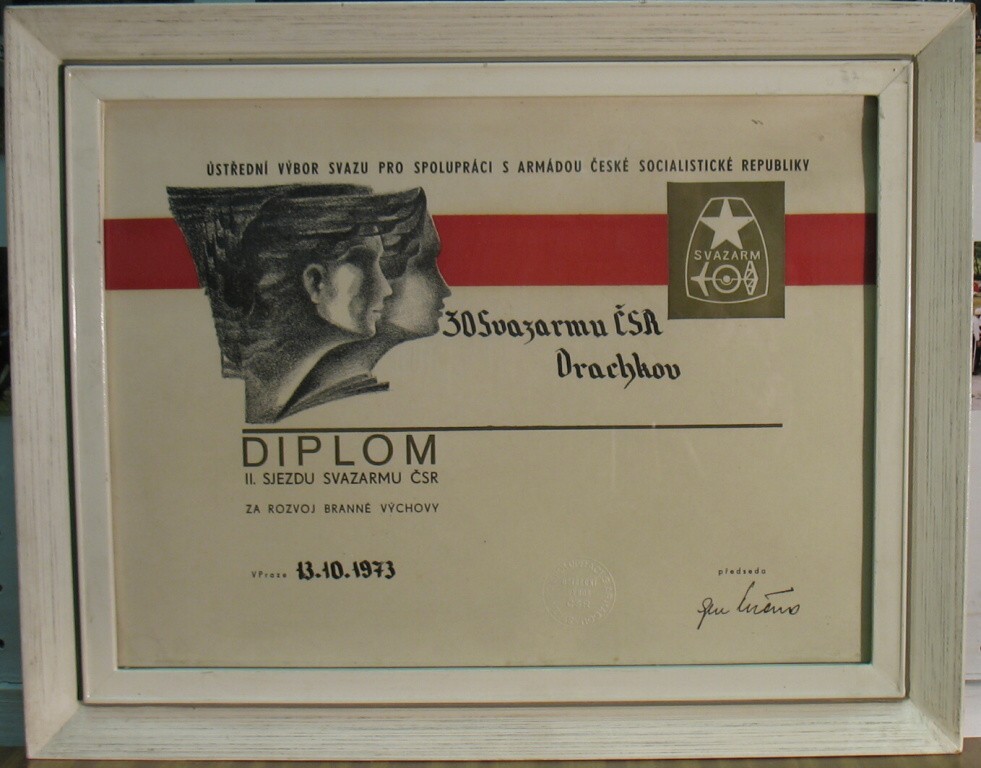 ÚSTŘEDNÍ VÝBOR SVAZU PRO SPOLUPRÁCI S ARMÁDOU ČESKÉ SOCIALISTICKÉ REPUBLIKY
SVAZARM
ZO Svazarmu ČSR
Drachkov
DIPLOM
II. SJEZDU SVAZARMU ČSR
ZA ROZVOJ BRANNÉ VÝCHOVY
V Praze 13.10.1973
předseda